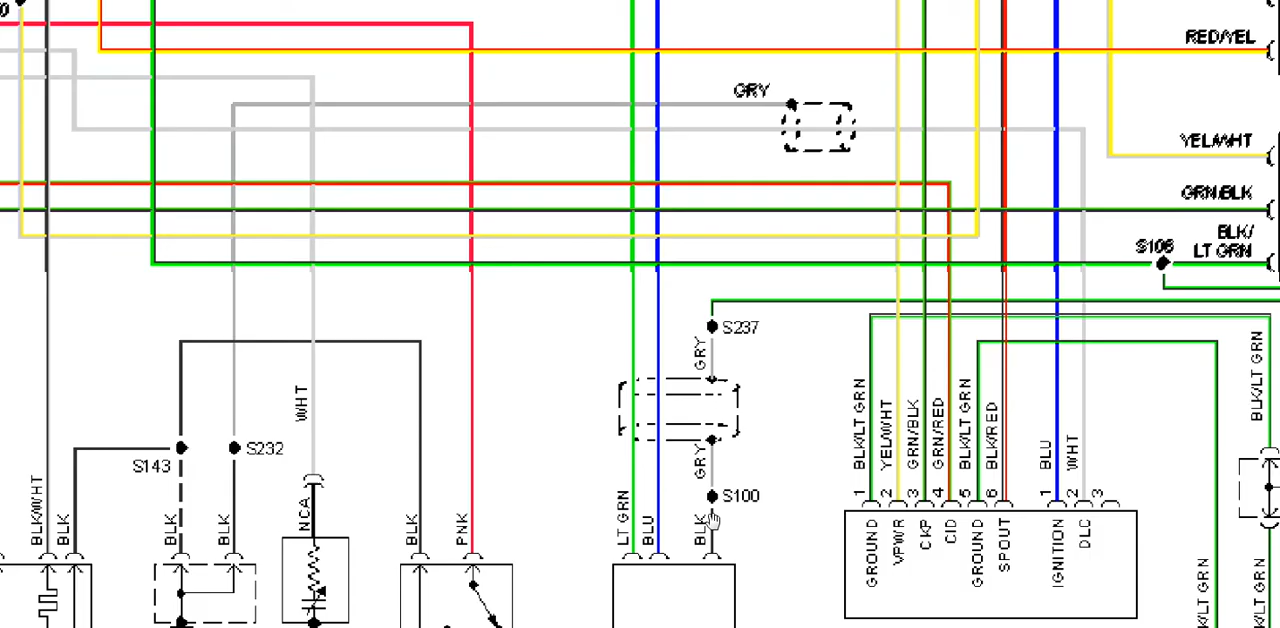 0
RED/YEL
GRY
YEL/WHT
GRN/BLK
BLK/
LT GRN
S106
S237
GRY
WHT
S143
S232
GRY
S100
BLK/WHT
BLK
BLK
BLK
NCA
BLK
PNK
LT GRN
BLU
BLK
BLK/LT GRN
YEL/WHT
GRN/BLK
GRN/RED
BLK/LT GRN
BLK/RED
BLU
WHT
BLK/LT GRN
1
2
3
4
5
6
1
2
3
GROUND
VPWR
CKP
CID
GROUND
SPOUT
IGNITION
DLC
K/LT GRN
K/LT GRN